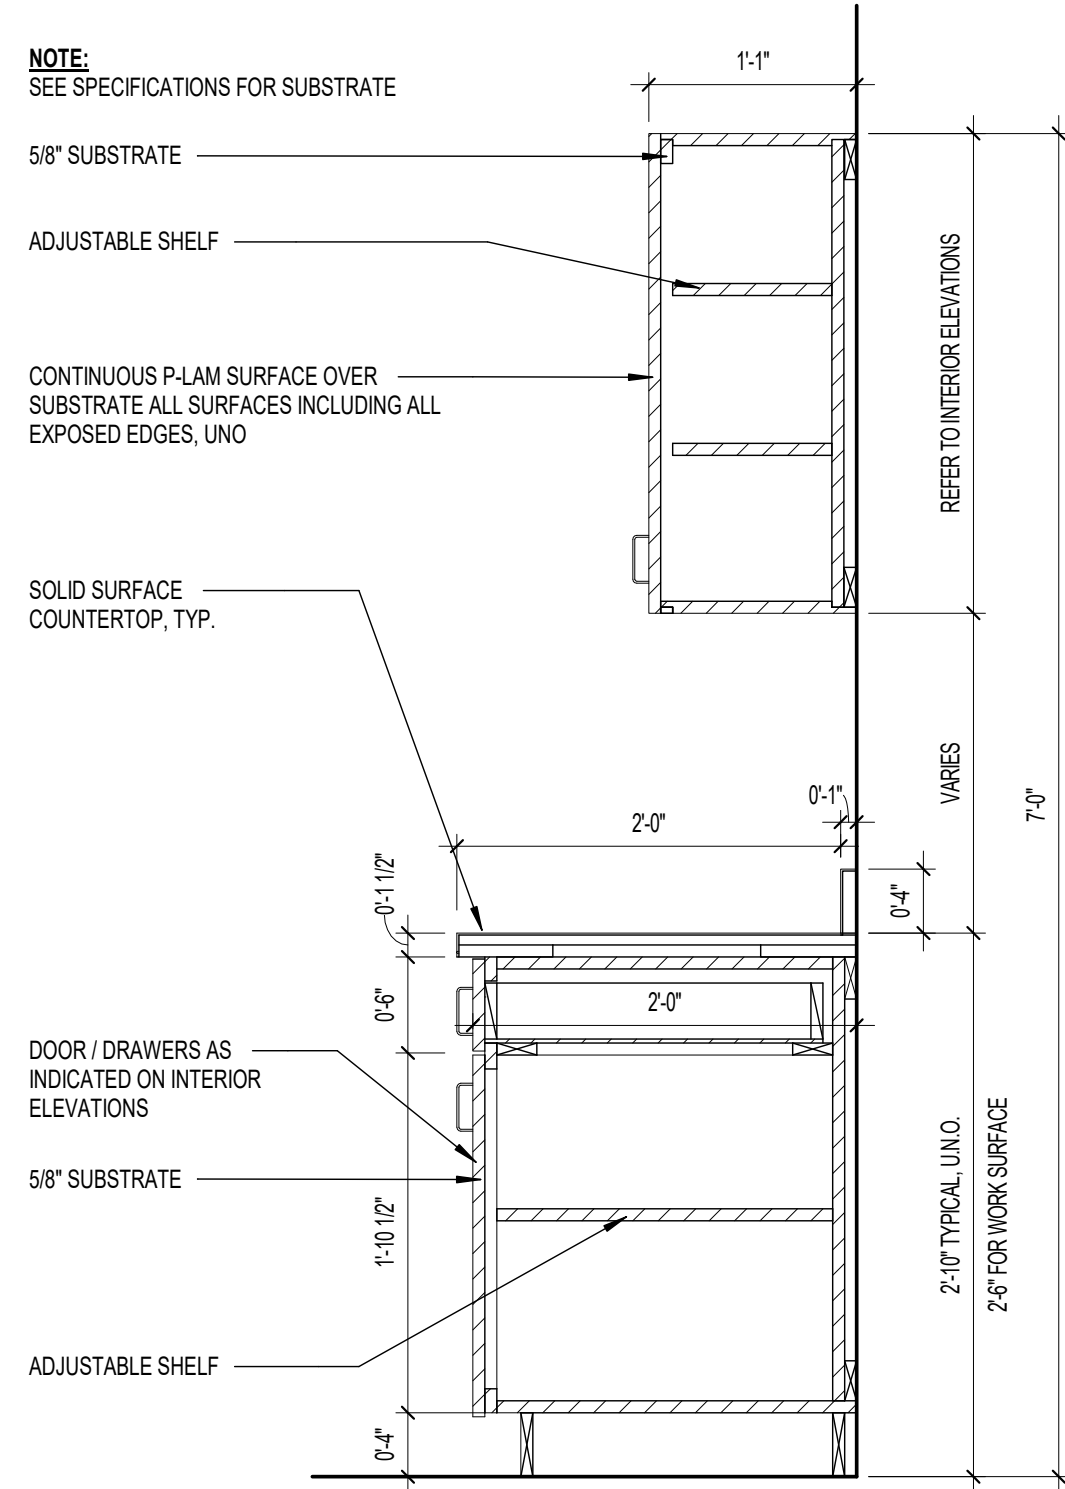 NOTE:
SEE SPECIFICATIONS FOR SUBSTRATE
1'-1"
5/8" SUBSTRATE
ADJUSTABLE SHELF
REFER TO INTERIOR ELEVATIONS
CONTINUOUS P-LAM SURFACE OVER
SUBSTRATE ALL SURFACES INCLUDING ALL
EXPOSED EDGES, UNO
SOLID SURFACE
COUNTERTOP, TYP.
VARIES
7'-0"
0'-1"
2'-0"
0'-1 1/2"
0'-4"
0'-6"
2'-0"
DOOR / DRAWERS AS
INDICATED ON INTERIOR
ELEVATIONS
5/8" SUBSTRATE
1'-10 1/2"
2'-10" TYPICAL, U.N.O.
2'-6" FOR WORK SURFACE
ADJUSTABLE SHELF
0'-4"